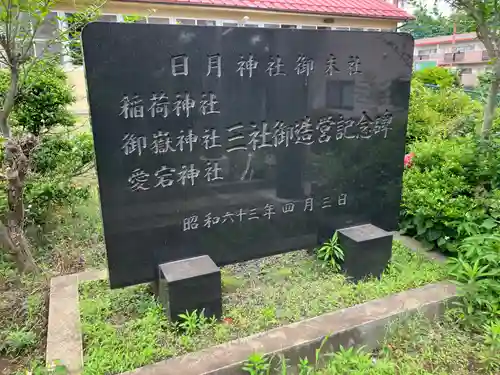 日月神社御末社
稲荷神社
御嶽神社 三社御造営記念碑
愛宕神社
昭和六十三年四月三日